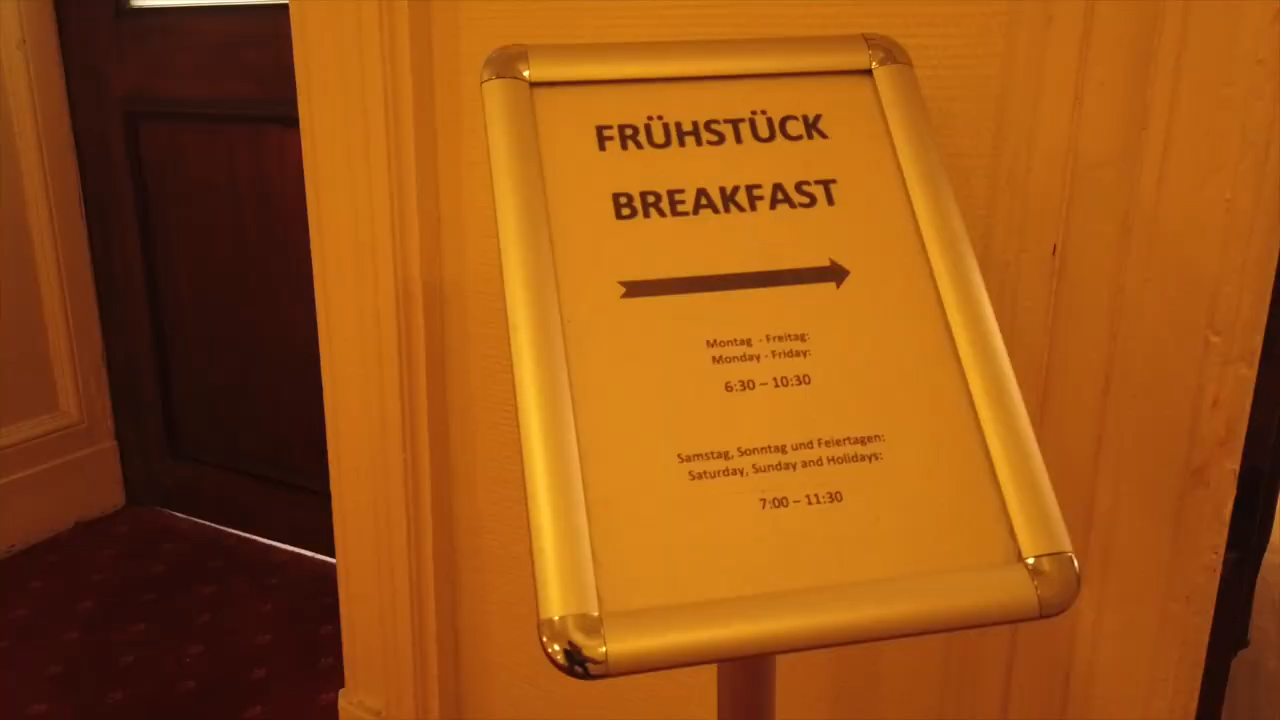 FRÜHSTÜCK
BREAKFAST
Montag - Freitag:
Monday - Friday:
6:30 – 10:30
Samstag, Sonntag und Feiertagen:
Saturday, Sunday and Holidays:
7:00 – 11:30